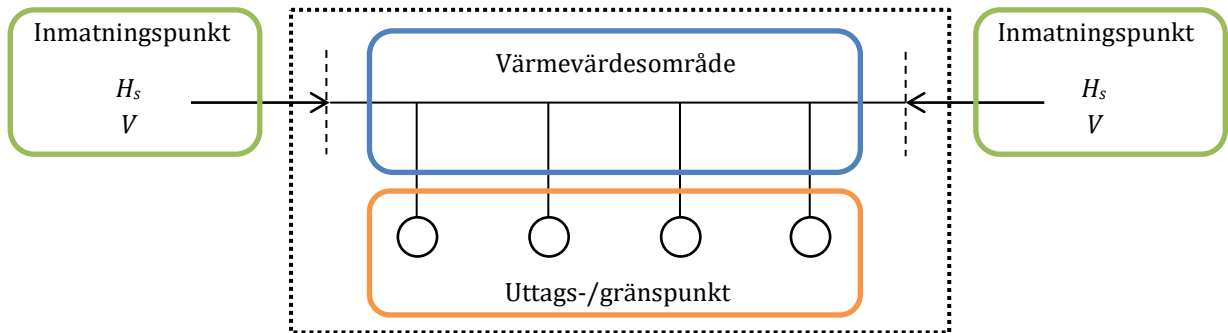 Inmatningspunkt
Hs
V
Värmevärdesområde
Uttags-/gränspunkt
Inmatningspunkt
Hs
V